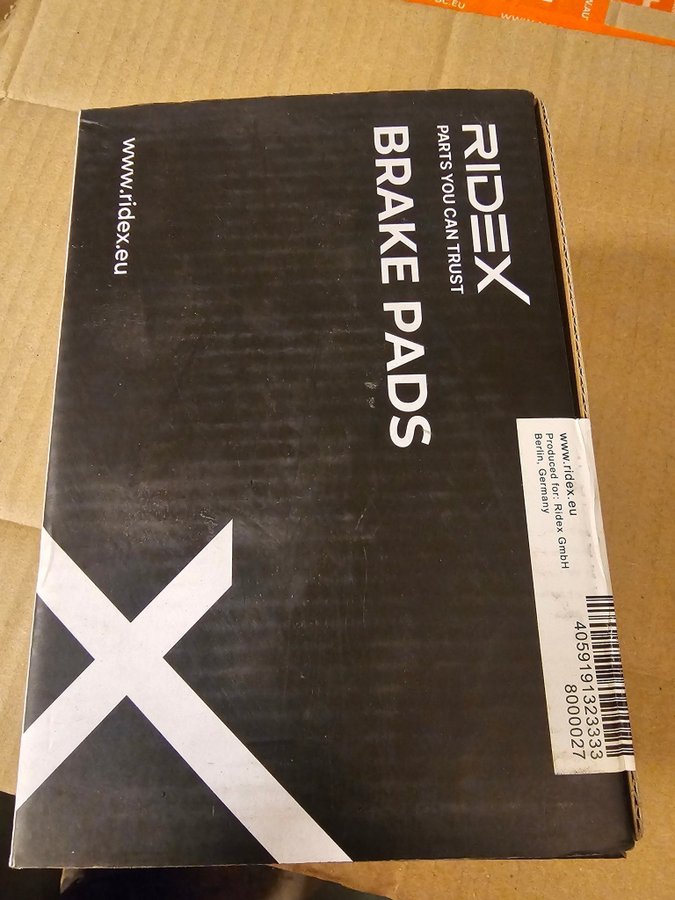 RIDEX
PARTS YOU CAN TRUST
BRAKE PADS
www.ridex.eu
www.ridex.eu
Produced for: Ridex GmbH
Berlin, Germany
4059191323333
8000027